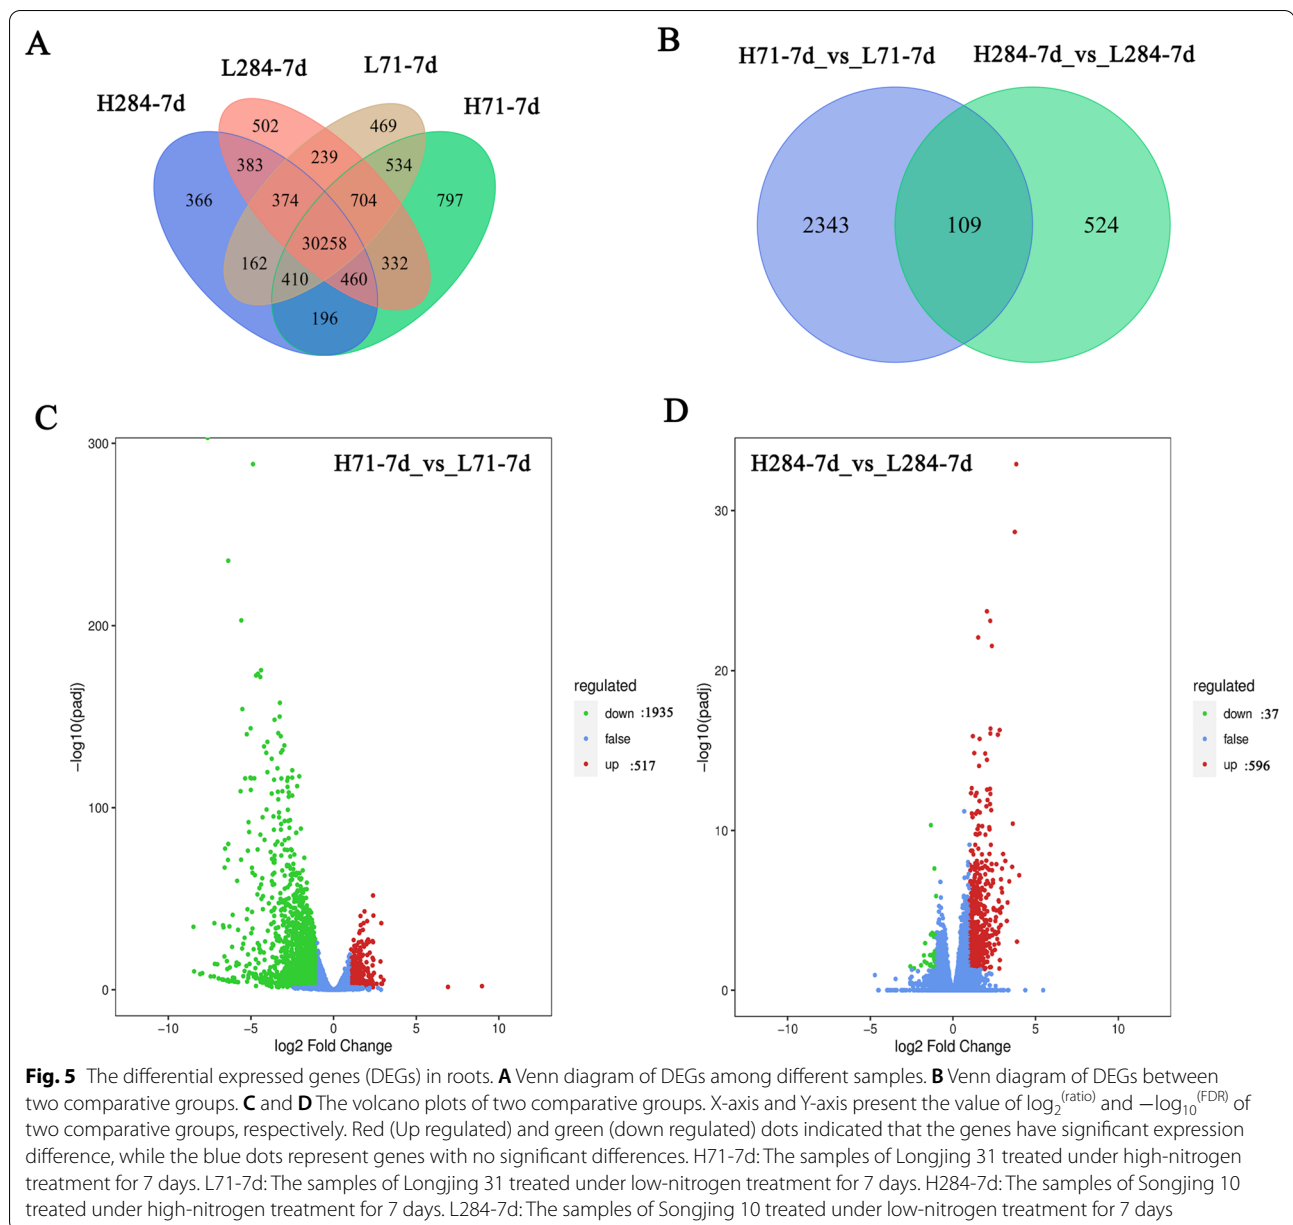 A
L284-7d
L71-7d
H284-7d
H71-7d
502
469
383
239
534
366
374
704
797
30258
162
410
460
332
196
B
H71-7d_vs_L71-7d
H284-7d_vs_L284-7d
2343
109
524
C
H71-7d_vs_L71-7d
300
200
100
0
−log10(padj)
−10
−5
0
5
10
log2 Fold Change
regulated
down :1935
false
up :517
D
H284-7d_vs_L284-7d
30
20
10
0
−log10(padj)
−10
−5
0
5
10
log2 Fold Change
regulated
down :37
false
up :596
Fig. 5 The differential expressed genes (DEGs) in roots. A Venn diagram of DEGs among different samples. B Venn diagram of DEGs between
two comparative groups. C and D The volcano plots of two comparative groups. X-axis and Y-axis present the value of log2(ratio) and −log10(FDR) of
two comparative groups, respectively. Red (Up regulated) and green (down regulated) dots indicated that the genes have significant expression
difference, while the blue dots represent genes with no significant differences. H71-7d: The samples of Longjing 31 treated under high-nitrogen
treatment for 7 days. L71-7d: The samples of Longjing 31 treated under low-nitrogen treatment for 7 days. H284-7d: The samples of Songjing 10
treated under high-nitrogen treatment for 7 days. L284-7d: The samples of Songjing 10 treated under low-nitrogen treatment for 7 days